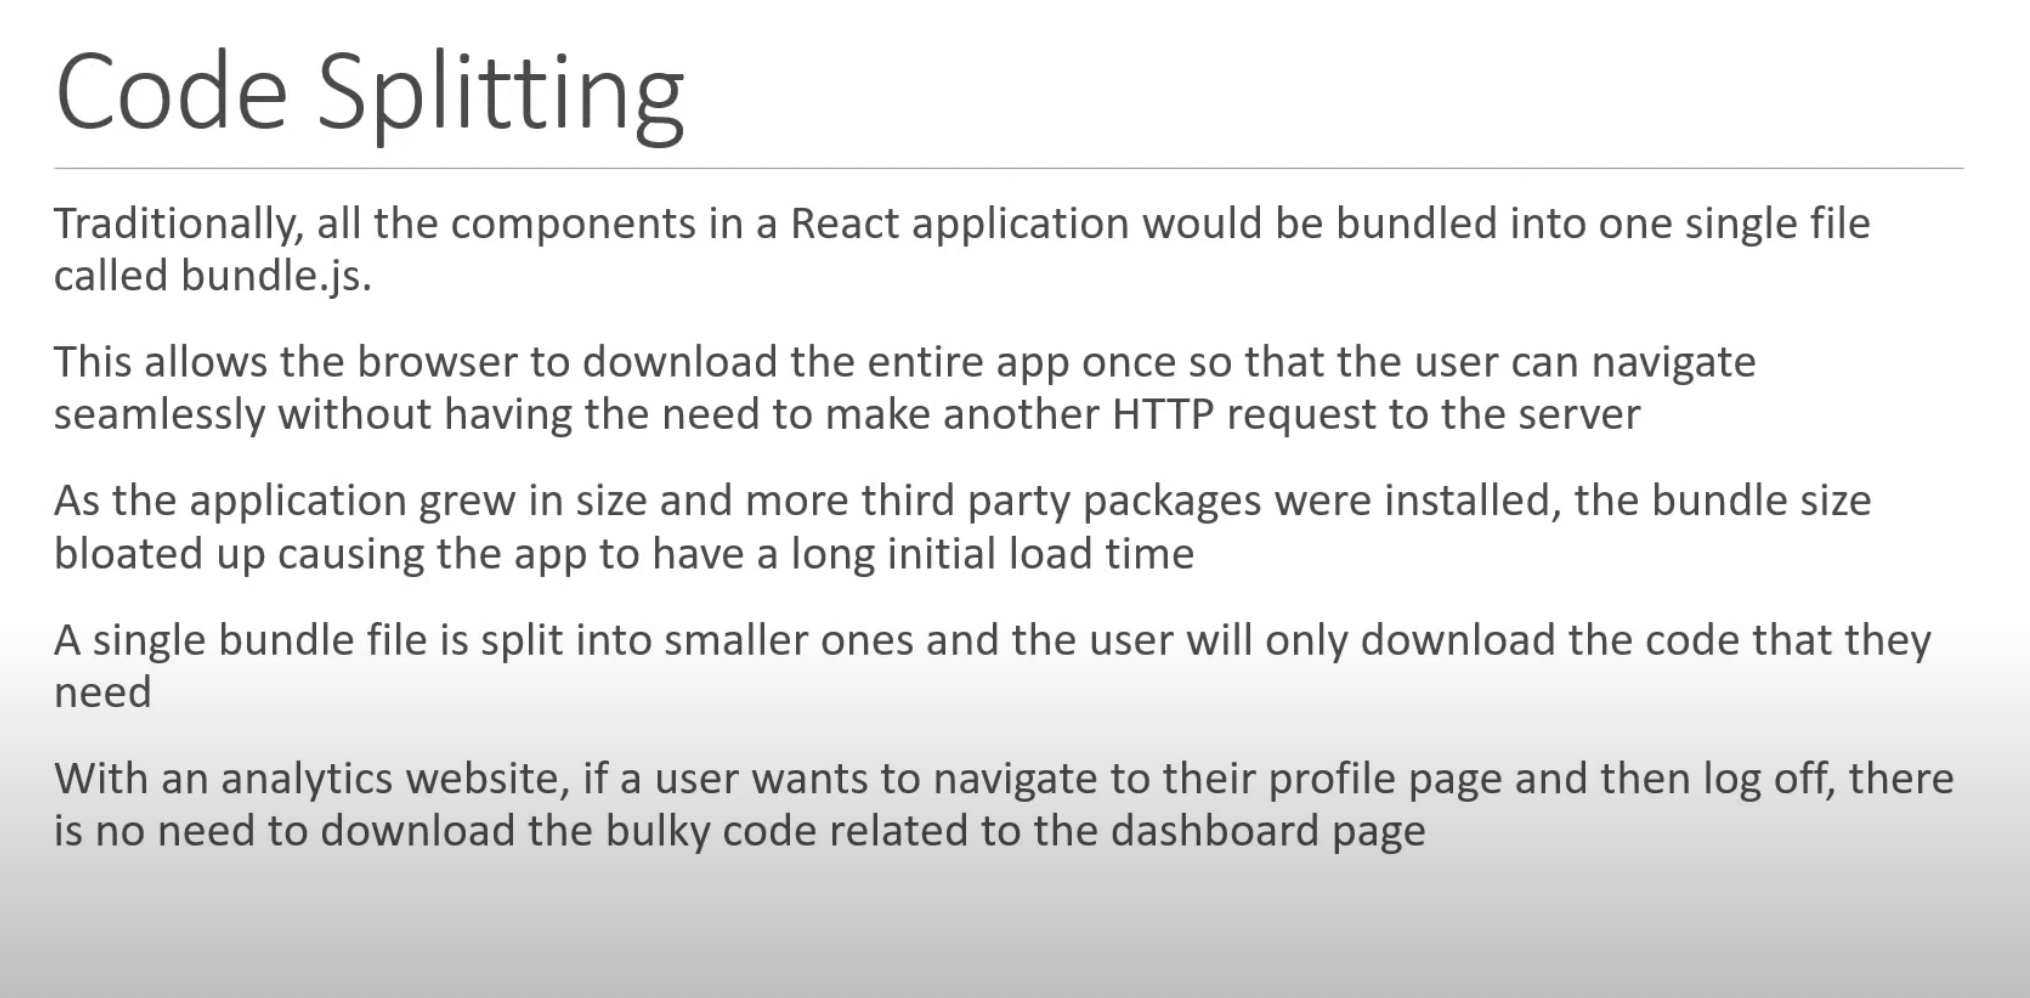 Code Splitting
Traditionally, all the components in a React application would be bundled into one single file
called bundle.js.
This allows the browser to download the entire app once so that the user can navigate
seamlessly without having the need to make another HTTP request to the server
As the application grew in size and more third party packages were installed, the bundle size
bloated up causing the app to have a long initial load time
A single bundle file is split into smaller ones and the user will only download the code that they
need
With an analytics website, if a user wants to navigate to their profile page and then log off, there
is no need to download the bulky code related to the dashboard page